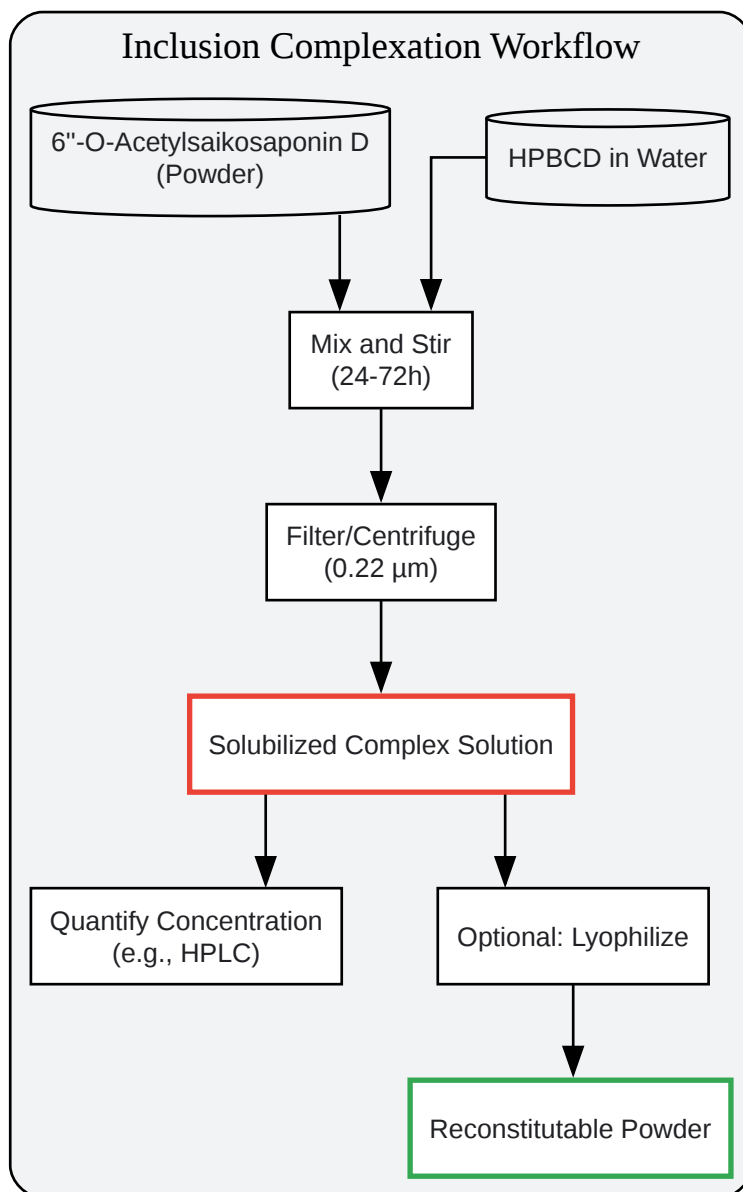 Inclusion Complexation Workflow
6"-O-Acetylsaikosaponin D
(Powder)
HPBCD in Water
Mix and Stir
(24-72h)
Filter/Centrifuge
(0.22 µm)
Solubilized Complex Solution
Quantify Concentration
(e.g., HPLC)
Optional: Lyophilize
Reconstitutable Powder